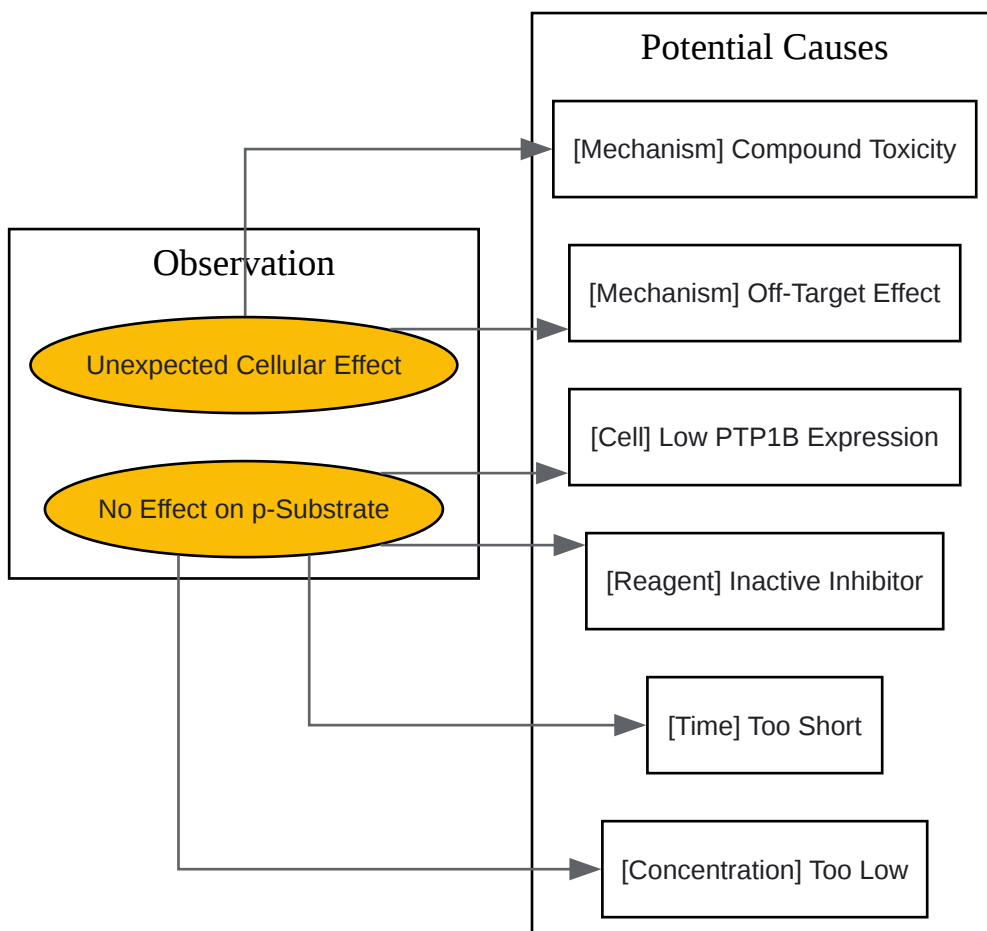 Potential Causes
[Mechanism] Compound Toxicity
Observation
[Mechanism] Off-Target Effect
Unexpected Cellular Effect
[Cell] Low PTP1B Expression
No Effect on p-Substrate
[Reagent] Inactive Inhibitor
[Time] Too Short
[Concentration] Too Low